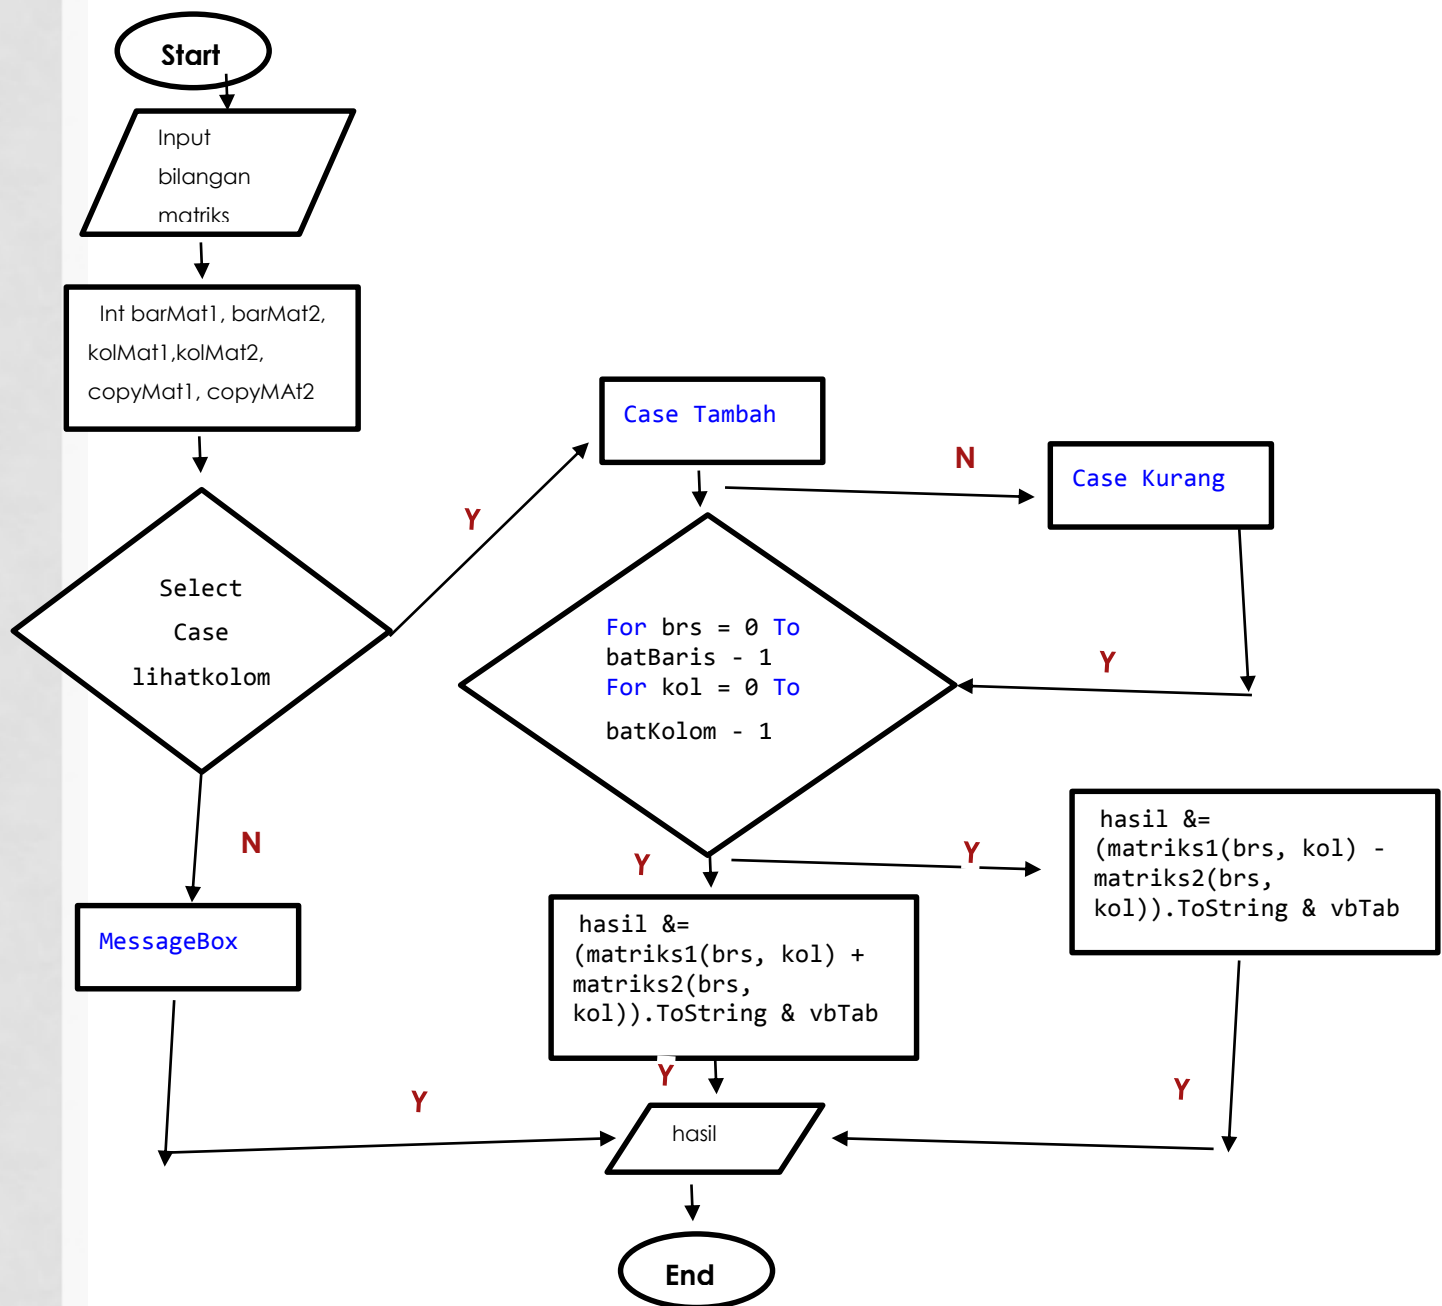 Start
Input
bilangan
matriks
Int barMat1, barMat2,
kolMat1,kolMat2,
copyMat1, copyMAt2
Select
Case
lihatkolom
Y
N
MessageBox
Y
Case Tambah
N
Case Kurang
Y
For brs = 0 To
batBaris - 1
For kol = 0 To
batKolom - 1
Y
Y
hasil &=
(matriks1(brs, kol) +
matriks2(brs,
kol)).ToString & vbTab
hasil &=
(matriks1(brs, kol) -
matriks2(brs,
kol)).ToString & vbTab
Y
Y
hasil
End